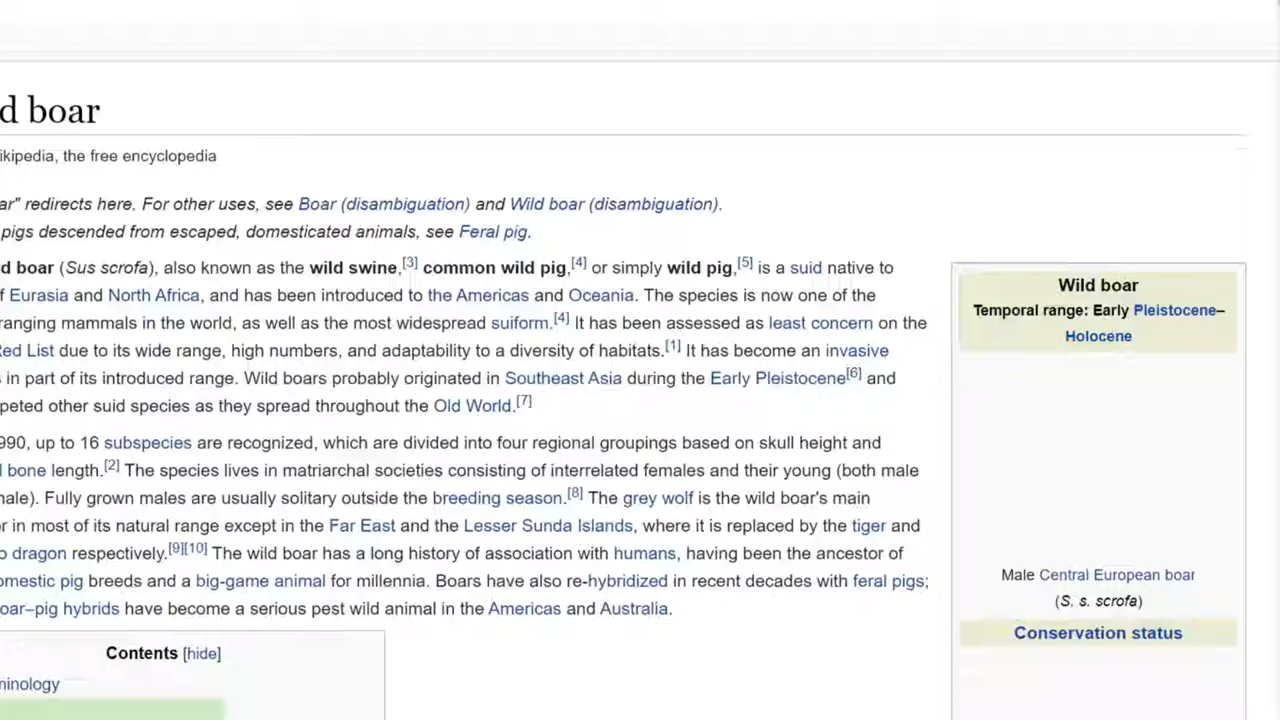 d boar
ikipedia, the free encyclopedia
ar" redirects here. For other uses, see Boar (disambiguation) and Wild boar (disambiguation).
pigs descended from escaped, domesticated animals, see Feral pig.
d boar (Sus scrofa), also known as the wild swine,[3] common wild pig,[4] or simply wild pig,[5] is a suid native to
f Eurasia and North Africa, and has been introduced to the Americas and Oceania. The species is now one of the
ranging mammals in the world, as well as the most widespread suiform.[4] It has been assessed as least concern on the
Red List due to its wide range, high numbers, and adaptability to a diversity of habitats.[1] It has become an invasive
in part of its introduced range. Wild boars probably originated in Southeast Asia during the Early Pleistocene[6] and
peted other suid species as they spread throughout the Old World.[7]
990, up to 16 subspecies are recognized, which are divided into four regional groupings based on skull height and
l bone length.[2] The species lives in matriarchal societies consisting of interrelated females and their young (both male
nale). Fully grown males are usually solitary outside the breeding season.[8] The grey wolf is the wild boar's main
r in most of its natural range except in the Far East and the Lesser Sunda Islands, where it is replaced by the tiger and
o dragon respectively.[9][10] The wild boar has a long history of association with humans, having been the ancestor of
omestic pig breeds and a big-game animal for millennia. Boars have also re-hybridized in recent decades with feral pigs;
oar–pig hybrids have become a serious pest wild animal in the Americas and Australia.
Contents [hide]
minology
Wild boar
Temporal range: Early Pleistocene–
Holocene
Male Central European boar
(S. s. scrofa)
Conservation status